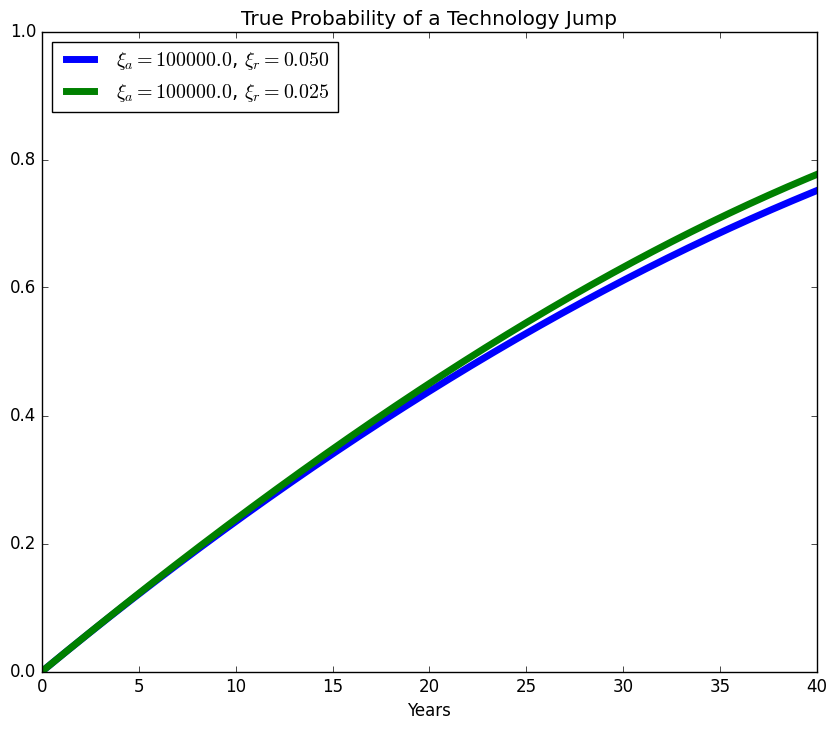 True Probability of a Technology Jump
1.0
ξₐ = 100000.0, ξᵣ = 0.050
ξₐ = 100000.0, ξᵣ = 0.025
0.8
0.6
0.4
0.2
0.0
0 5 10 15 20 25 30 35 40
Years